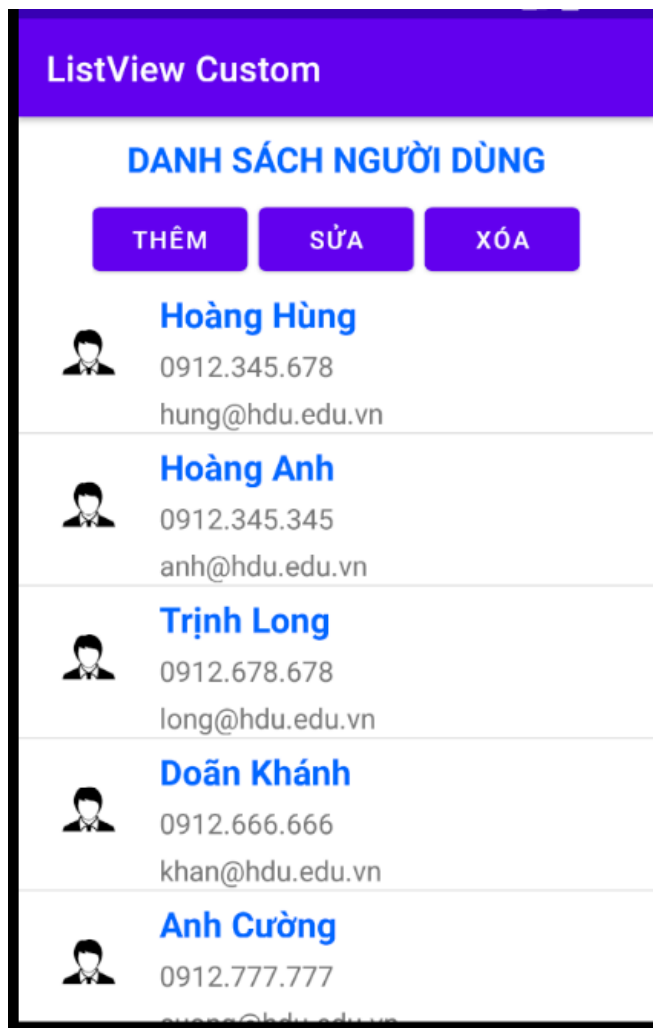 ListView Custom
DANH SÁCH NGƯỜI DÙNG
THÊM SỬA XÓA
Hoàng Hùng
0912.345.678
hung@hdu.edu.vn
Hoàng Anh
0912.345.345
anh@hdu.edu.vn
Trịnh Long
0912.678.678
long@hdu.edu.vn
Doãn Khánh
0912.666.666
khan@hdu.edu.vn
Anh Cường
0912.777.777